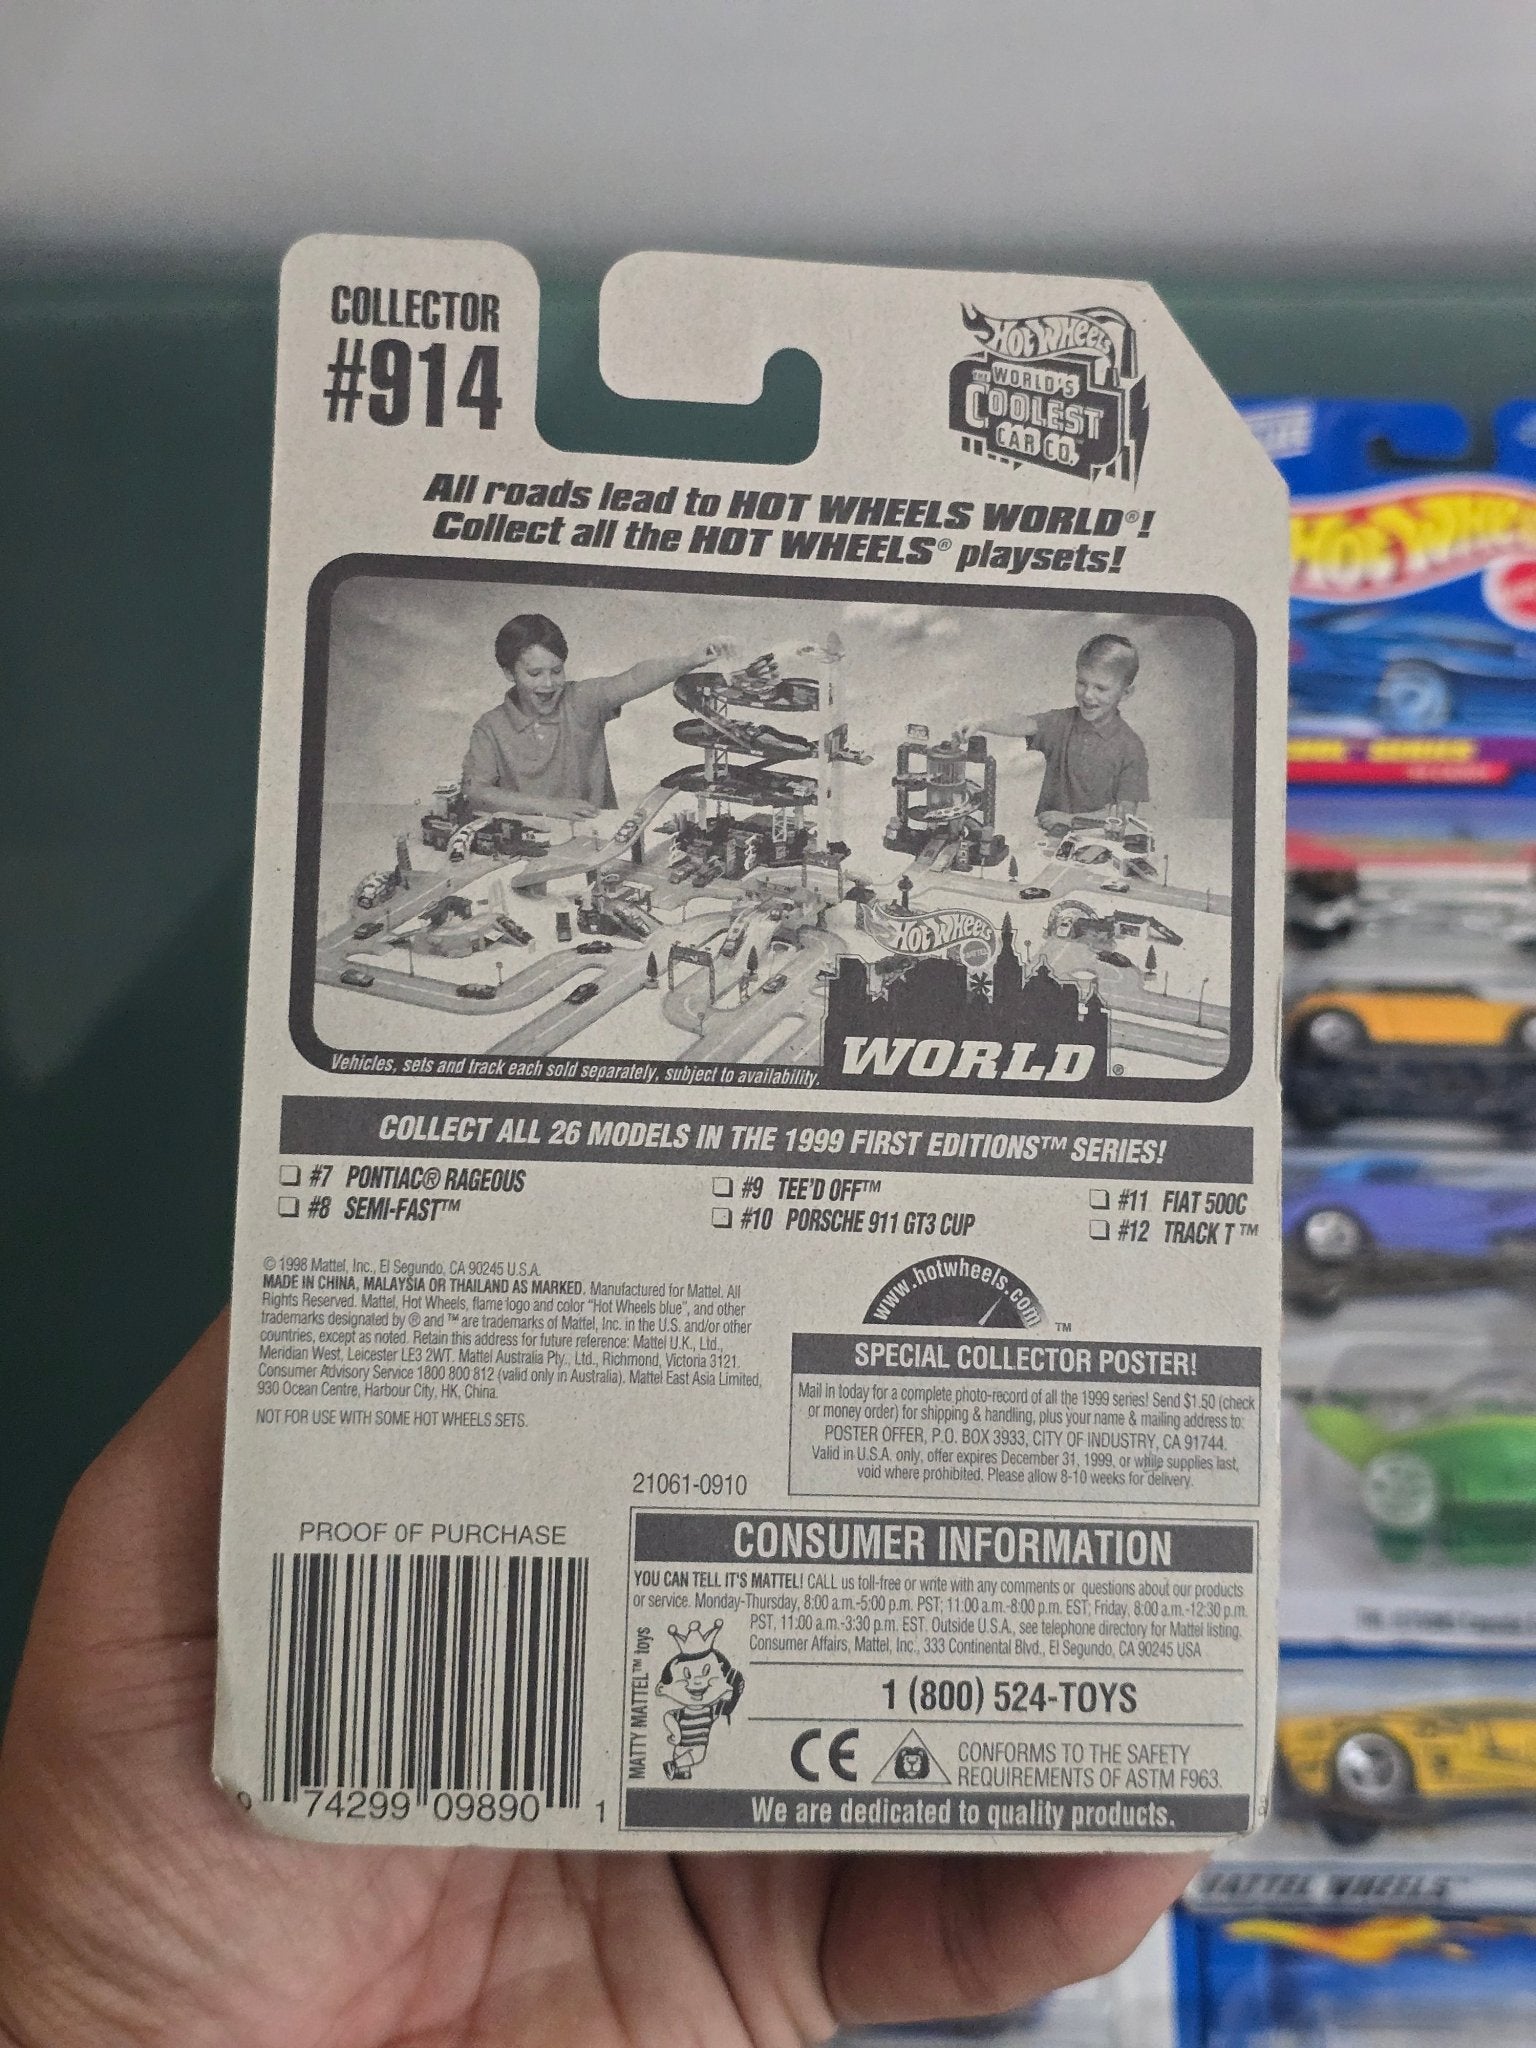 COLLECTOR
#914
HOT WHEELS
THE WORLD'S
COOLEST
CAR CO.™
All roads lead to HOT WHEELS WORLD®!
Collect all the HOT WHEELS® playsets!
HOT WHEELS
WORLD®
Vehicles, sets and track each sold separately, subject to availability.
COLLECT ALL 26 MODELS IN THE 1999 FIRST EDITIONS™ SERIES!
#7 PONTIAC® RAGEOUS
#8 SEMI-FAST™
#9 TEE'D OFF™
#10 PORSCHE 911 GT3 CUP
#11 FIAT 500C
#12 TRACK T™
© 1998 Mattel, Inc., El Segundo, CA 90245 U.S.A.
MADE IN CHINA, MALAYSIA OR THAILAND AS MARKED. Manufactured for Mattel. All
Rights Reserved. Mattel, Hot Wheels, flame logo and color "Hot Wheels blue", and other
trademarks designated by ® and ™ are trademarks of Mattel, Inc. in the U.S. and/or other
countries, except as noted. Retain this address for future reference: Mattel U.K., Ltd.,
Meridian West, Leicester LE3 2WT. Mattel Australia Pty., Ltd., Richmond, Victoria 3121.
Consumer Advisory Service 1800 800 812 (valid only in Australia). Mattel East Asia Limited,
930 Ocean Centre, Harbour City, HK, China.
NOT FOR USE WITH SOME HOT WHEELS SETS.
www.hotwheels.com™
SPECIAL COLLECTOR POSTER!
Mail in today for a complete photo-record of all the 1999 series! Send $1.50 (check
or money order) for shipping & handling, plus your name & mailing address to:
POSTER OFFER, P.O. BOX 3933, CITY OF INDUSTRY, CA 91744.
Valid in U.S.A. only, offer expires December 31, 1999, or while supplies last,
void where prohibited. Please allow 8-10 weeks for delivery.
21061-0910
PROOF OF PURCHASE
9 74299 09890 1
CONSUMER INFORMATION
YOU CAN TELL IT'S MATTEL! CALL us toll-free or write with any comments or questions about our products
or service. Monday-Thursday, 8:00 a.m.-5:00 p.m. PST; 11:00 a.m.-8:00 p.m. EST; Friday, 8:00 a.m.-12:30 p.m.
PST, 11:00 a.m.-3:30 p.m. EST. Outside U.S.A., see telephone directory for Mattel listing.
Consumer Affairs, Mattel, Inc., 333 Continental Blvd., El Segundo, CA 90245 USA
MATTY MATTEL™ toys
1 (800) 524-TOYS
CE
CONFORMS TO THE SAFETY
REQUIREMENTS OF ASTM F963.
We are dedicated to quality products.
HOT WHEELS
SERIES
MATTEL WHEELS